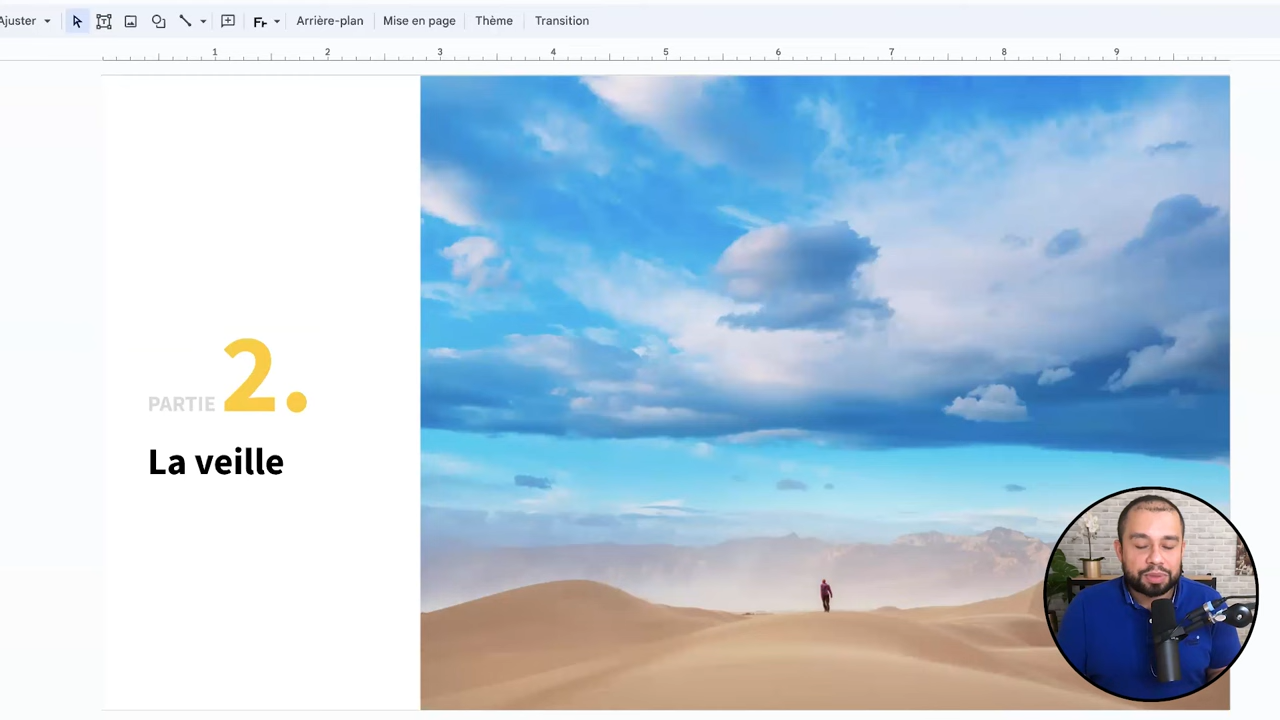 Ajuster Arrière-plan Mise en page Thème Transition
1 2 3 4 5 6 7 8 9
PARTIE 2.
La veille